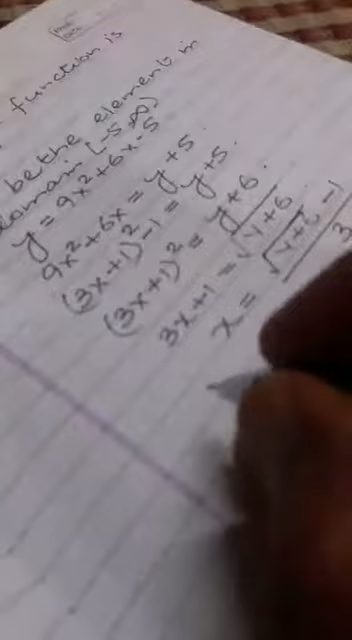 function is
be the element in
domain [-5, ∞)
y = 9x² + 6x - 5
9x² + 6x = y + 5.
(3x + 1)² - 1 = y + 5.
(3x + 1)² = y + 6.
3x + 1 = √(y + 6)
x = (√(y + 6) - 1)/3